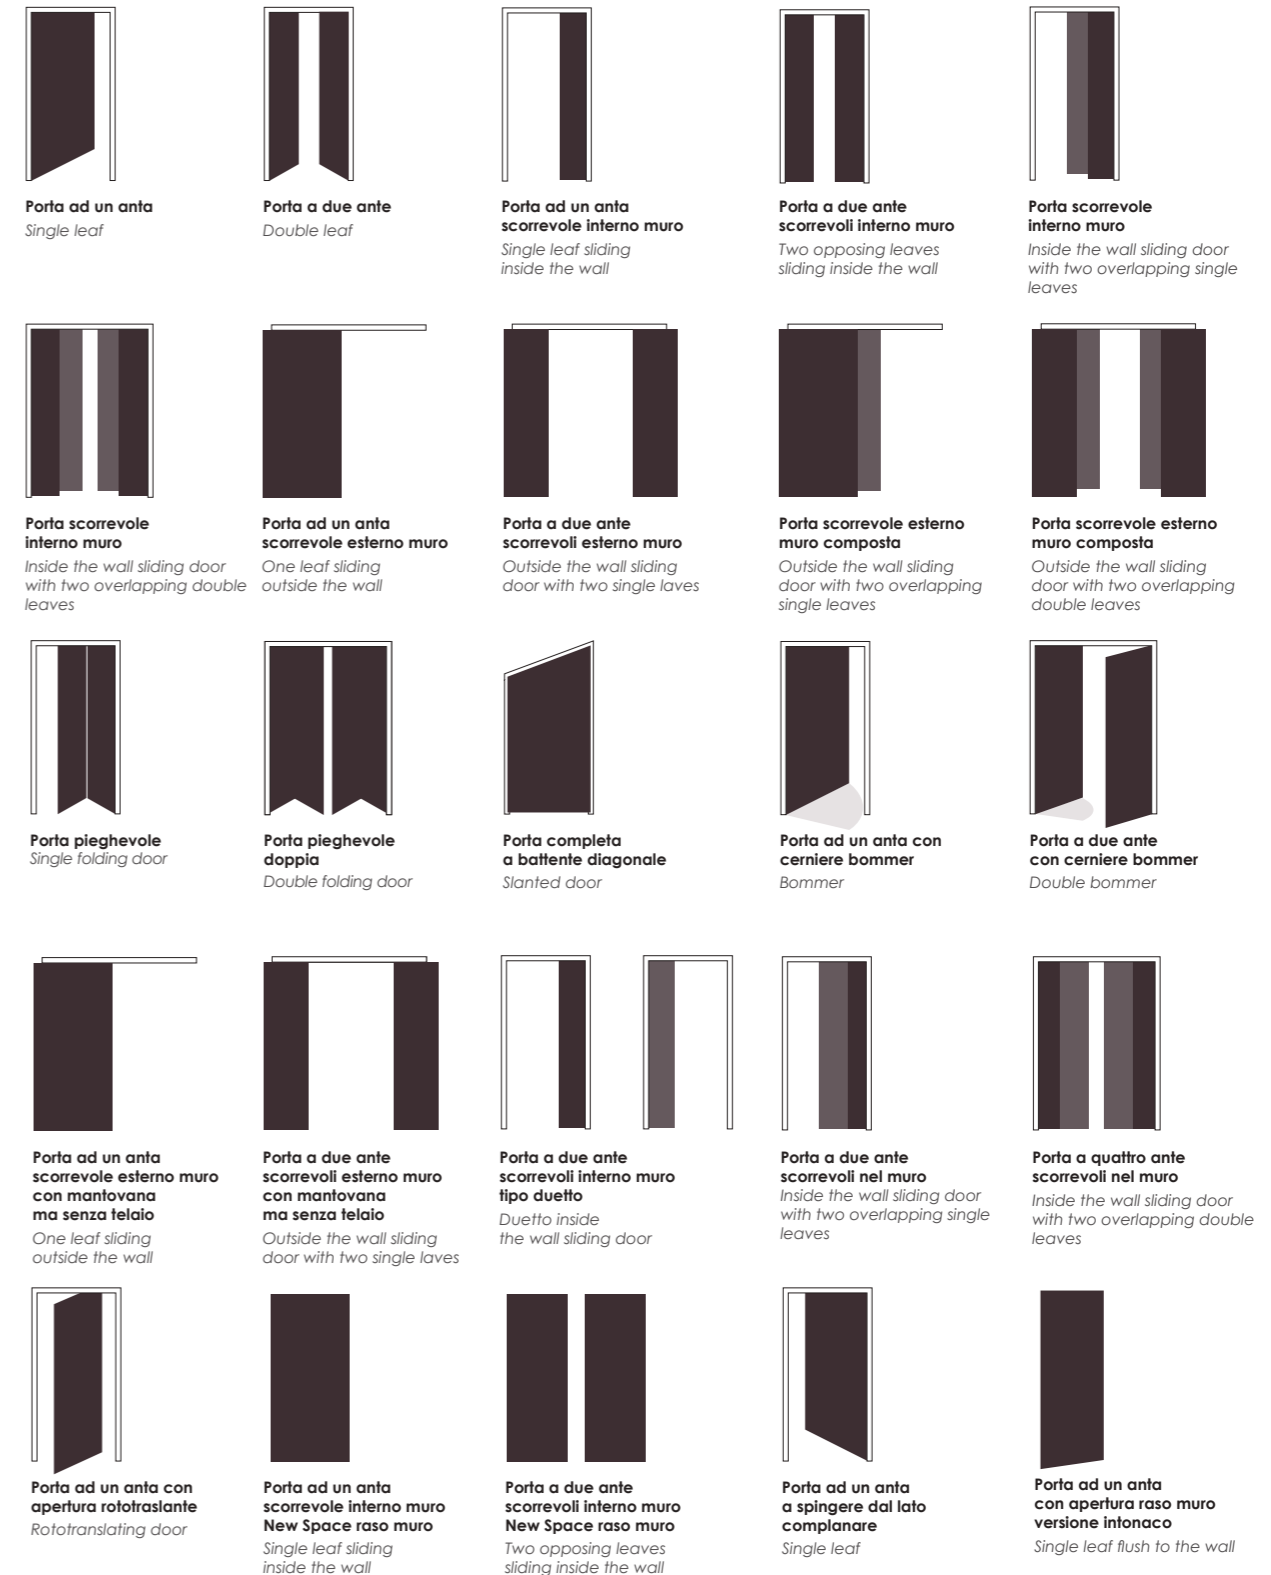 Porta ad un anta
Single leaf
Porta a due ante
Double leaf
Porta ad un anta
scorrevole interno muro
Single leaf sliding
inside the wall
Porta a due ante
scorrevoli interno muro
Two opposing leaves
sliding inside the wall
Porta scorrevole
interno muro
Inside the wall sliding door
with two overlapping single
leaves
Porta scorrevole
interno muro
Inside the wall sliding door
with two overlapping double
leaves
Porta ad un anta
scorrevole esterno muro
One leaf sliding
outside the wall
Porta a due ante
scorrevoli esterno muro
Outside the wall sliding
door with two single laves
Porta scorrevole esterno
muro composta
Outside the wall sliding
door with two overlapping
single leaves
Porta scorrevole esterno
muro composta
Outside the wall sliding
door with two overlapping
double leaves
Porta pieghevole
Single folding door
Porta pieghevole
doppia
Double folding door
Porta completa
a battente diagonale
Slanted door
Porta ad un anta con
cerniere bommer
Bommer
Porta a due ante
con cerniere bommer
Double bommer
Porta ad un anta
scorrevole esterno muro
con mantovana
ma senza telaio
One leaf sliding
outside the wall
Porta a due ante
scorrevoli esterno muro
con mantovana
ma senza telaio
Outside the wall sliding
door with two single laves
Porta a due ante
scorrevoli interno muro
tipo duetto
Duetto inside
the wall sliding door
Porta a due ante
scorrevoli nel muro
Inside the wall sliding door
with two overlapping single
leaves
Porta a quattro ante
scorrevoli nel muro
Inside the wall sliding door
with two overlapping double
leaves
Porta ad un anta con
apertura rototraslante
Rototranslating door
Porta ad un anta
scorrevole interno muro
New Space raso muro
Single leaf sliding
inside the wall
Porta a due ante
scorrevoli interno muro
New Space raso muro
Two opposing leaves
sliding inside the wall
Porta ad un anta
a spingere dal lato
complanare
Single leaf
Porta ad un anta
con apertura raso muro
versione intonaco
Single leaf flush to the wall